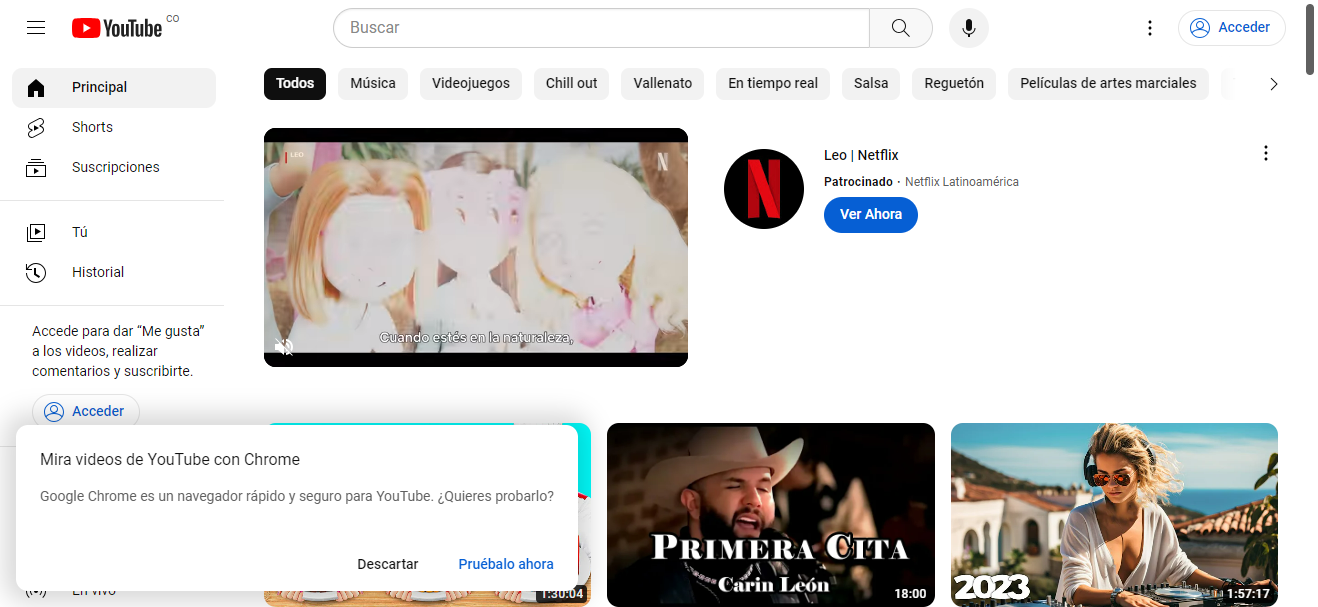 YouTube CO
Buscar
Acceder
Principal
Shorts
Suscripciones
Tú
Historial
Accede para dar “Me gusta”
a los videos, realizar
comentarios y suscribirte.
Acceder
Todos
Música
Videojuegos
Chill out
Vallenato
En tiempo real
Salsa
Reguetón
Películas de artes marciales
LEO
N
Cuando estés en la naturaleza,
N
Leo | Netflix
Patrocinado · Netflix Latinoamérica
Ver Ahora
Mira videos de YouTube con Chrome
Google Chrome es un navegador rápido y seguro para YouTube. ¿Quieres probarlo?
Descartar
Pruébalo ahora
En vivo
1:30:04
PRIMERA CITA
Carin León
18:00
2023
1:57:17